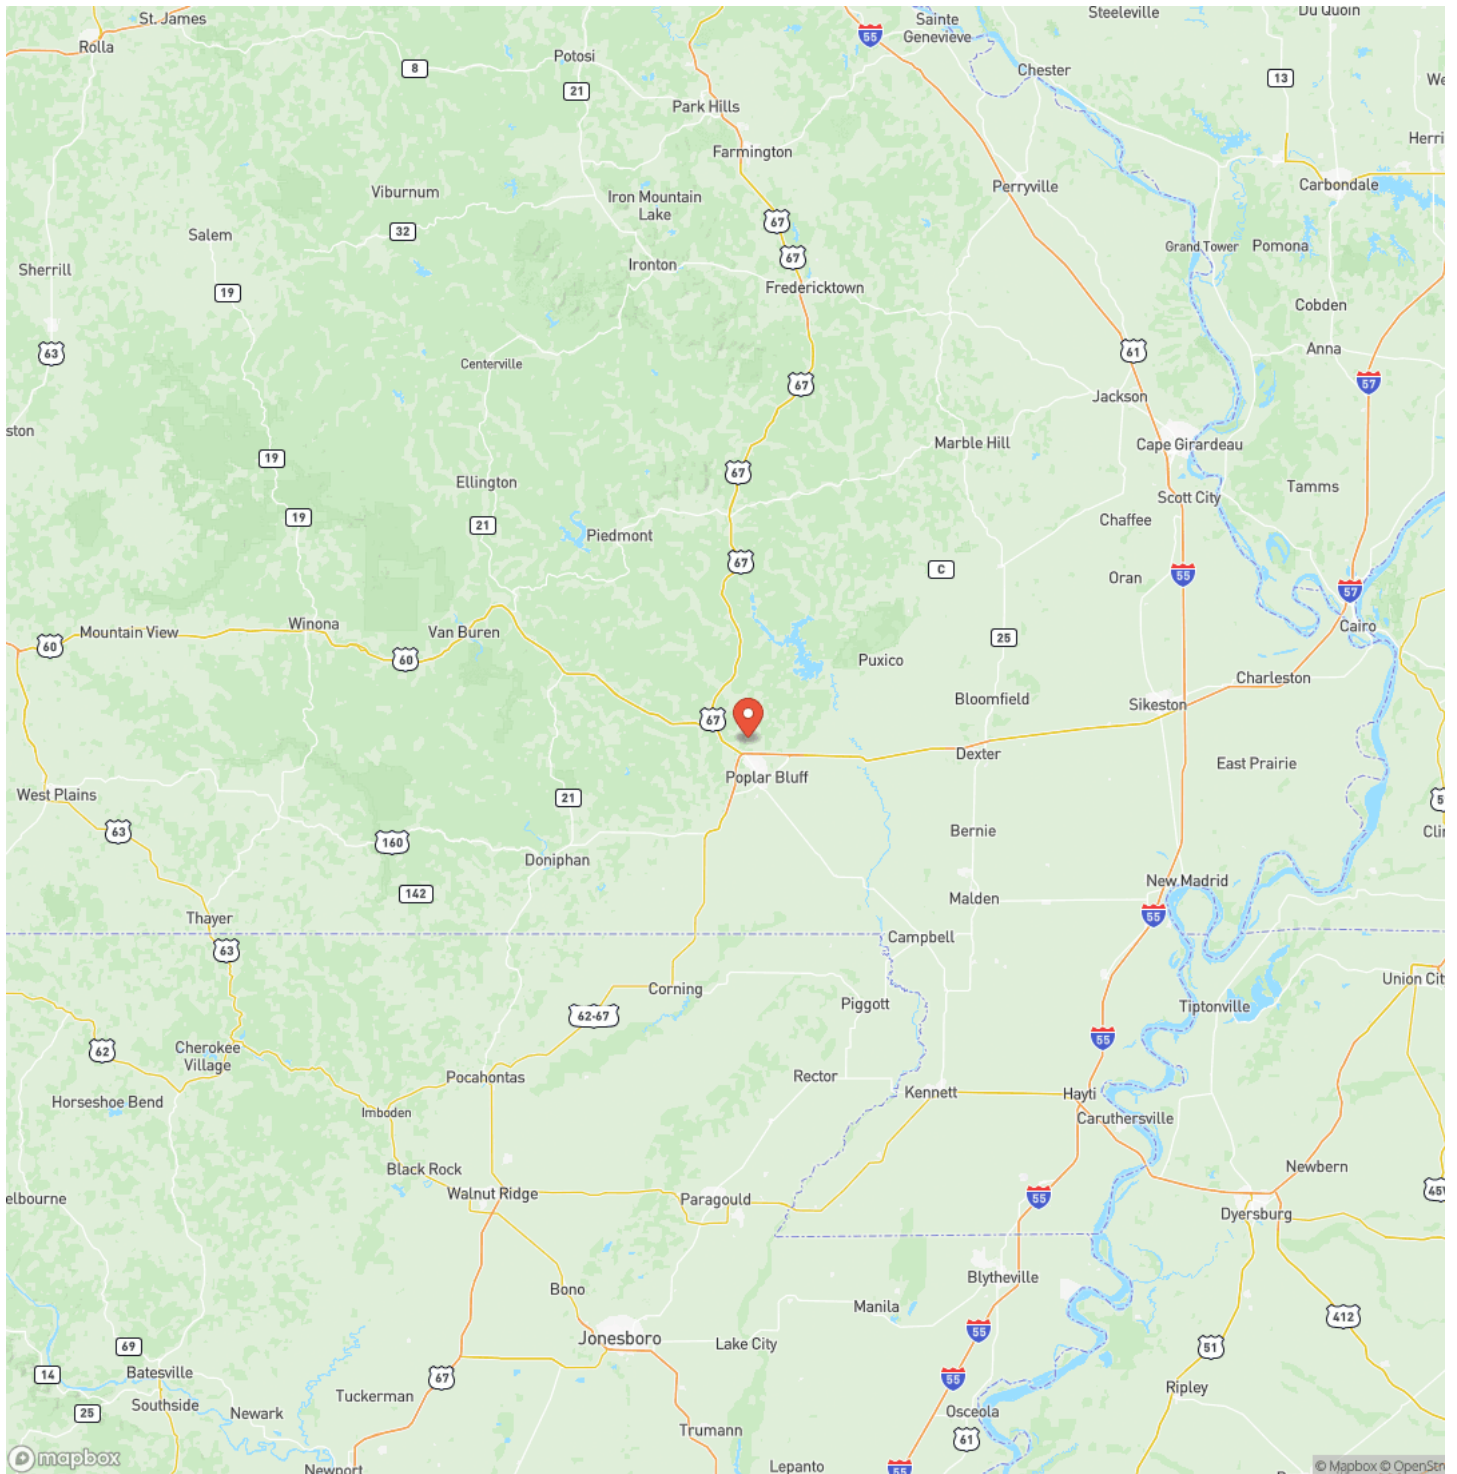 St. James
Rolla
Sainte
Genevieve
Steeleville
Du Quoin
55
8
Potosi
21
Chester
13
We
Park Hills
Herri
Farmington
Perryville
Carbondale
Viburnum
Iron Mountain
Lake
67
32
Salem
Grand Tower
Pomona
Sherrill
Ironton
67
Fredericktown
19
Cobden
63
61
Anna
Centerville
67
57
Jackson
ston
Marble Hill
Cape Girardeau
19
67
Ellington
Tamms
Scott City
19
21
Chaffee
Piedmont
67
C
Oran
55
57
Winona
Van Buren
Cairo
Mountain View
60
25
60
Puxico
Charleston
Bloomfield
Sikeston
67
Dexter
East Prairie
Poplar Bluff
West Plains
21
5
63
160
Bernie
Clir
Doniphan
New Madrid
142
Malden
55
Thayer
63
Campbell
Corning
Union Cit
Piggott
Tiptonville
62-67
62
55
Cherokee
Village
Pocahontas
Rector
Kennett
Hayti
Horseshoe Bend
Imboden
Caruthersville
Black Rock
Newbern
elbourne
Walnut Ridge
Paragould
55
45W
Dyersburg
Blytheville
Bono
Manila
412
Jonesboro
55
Lake City
69
51
14
Batesville
67
55
Ripley
Tuckerman
Southside
25
Newark
Osceola
Trumann
61
mapbox
Newport
Lepanto
55
© Mapbox © OpenStr